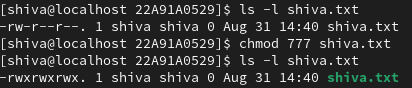 [shiva@localhost 22A91A0529]$ ls -l shiva.txt
-rw-r--r--. 1 shiva shiva 0 Aug 31 14:40 shiva.txt
[shiva@localhost 22A91A0529]$ chmod 777 shiva.txt
[shiva@localhost 22A91A0529]$ ls -l shiva.txt
-rwxrwxrwx. 1 shiva shiva 0 Aug 31 14:40 shiva.txt